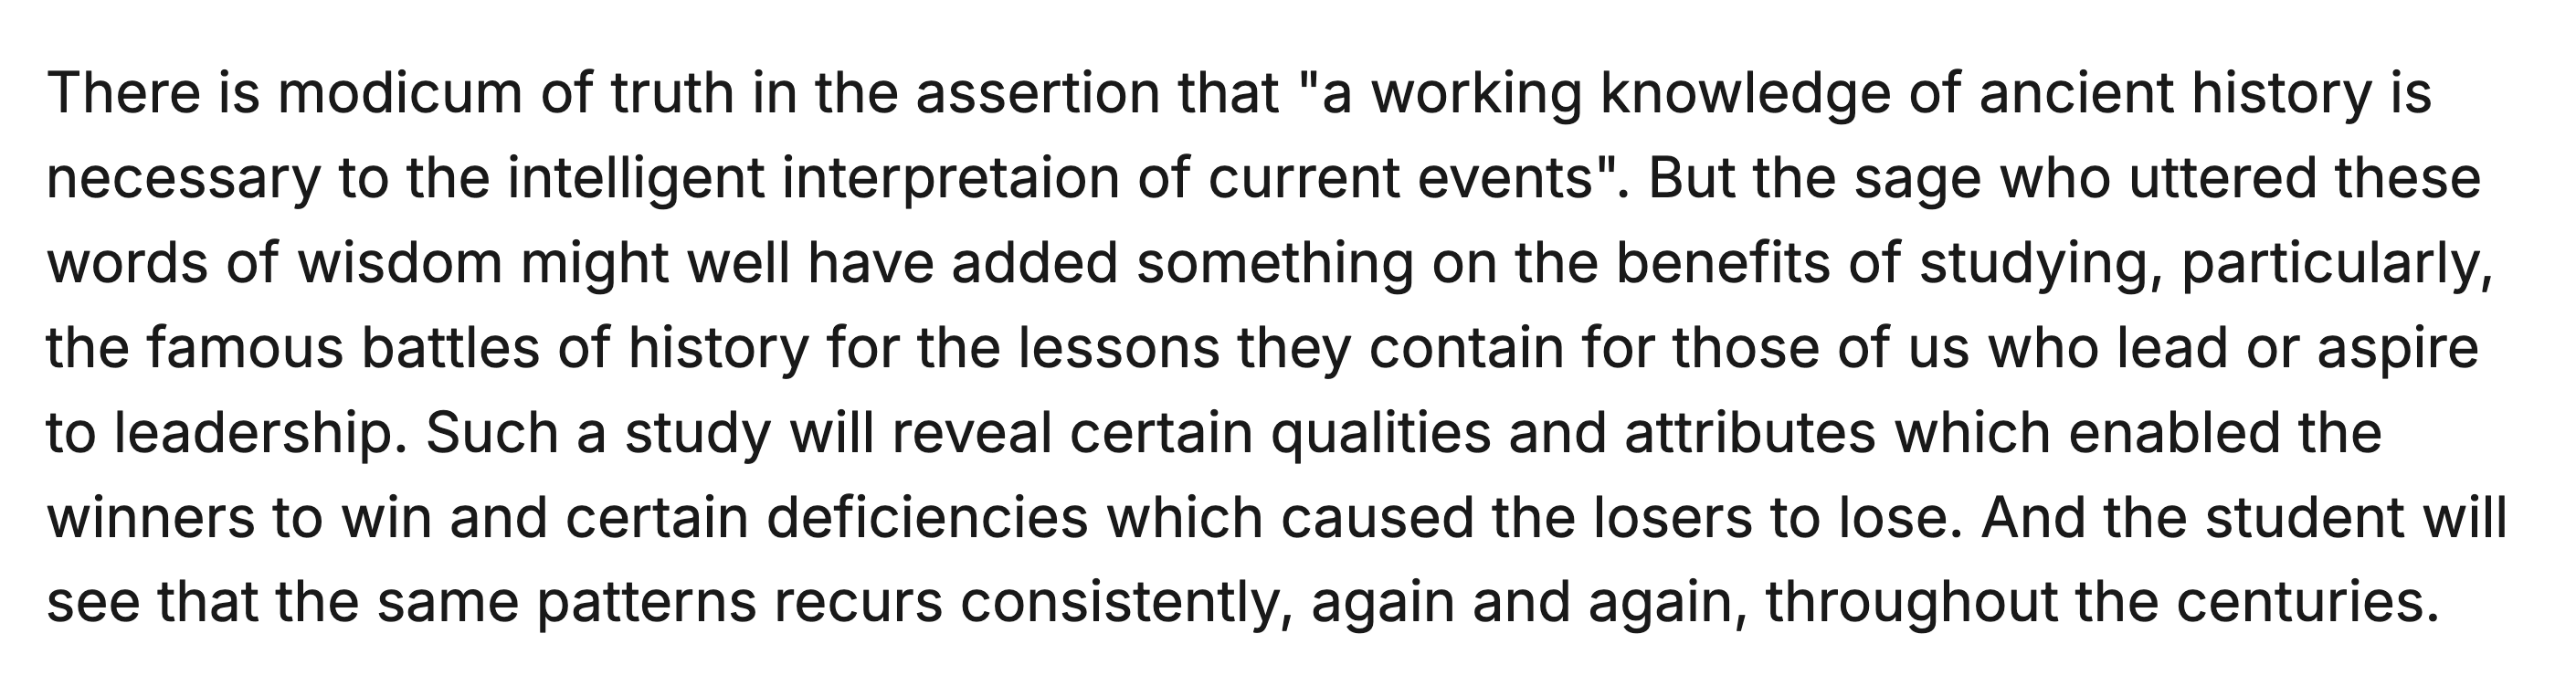 There is modicum of truth in the assertion that "a working knowledge of ancient history is
necessary to the intelligent interpretaion of current events". But the sage who uttered these
words of wisdom might well have added something on the benefits of studying, particularly,
the famous battles of history for the lessons they contain for those of us who lead or aspire
to leadership. Such a study will reveal certain qualities and attributes which enabled the
winners to win and certain deficiencies which caused the losers to lose. And the student will
see that the same patterns recurs consistently, again and again, throughout the centuries.